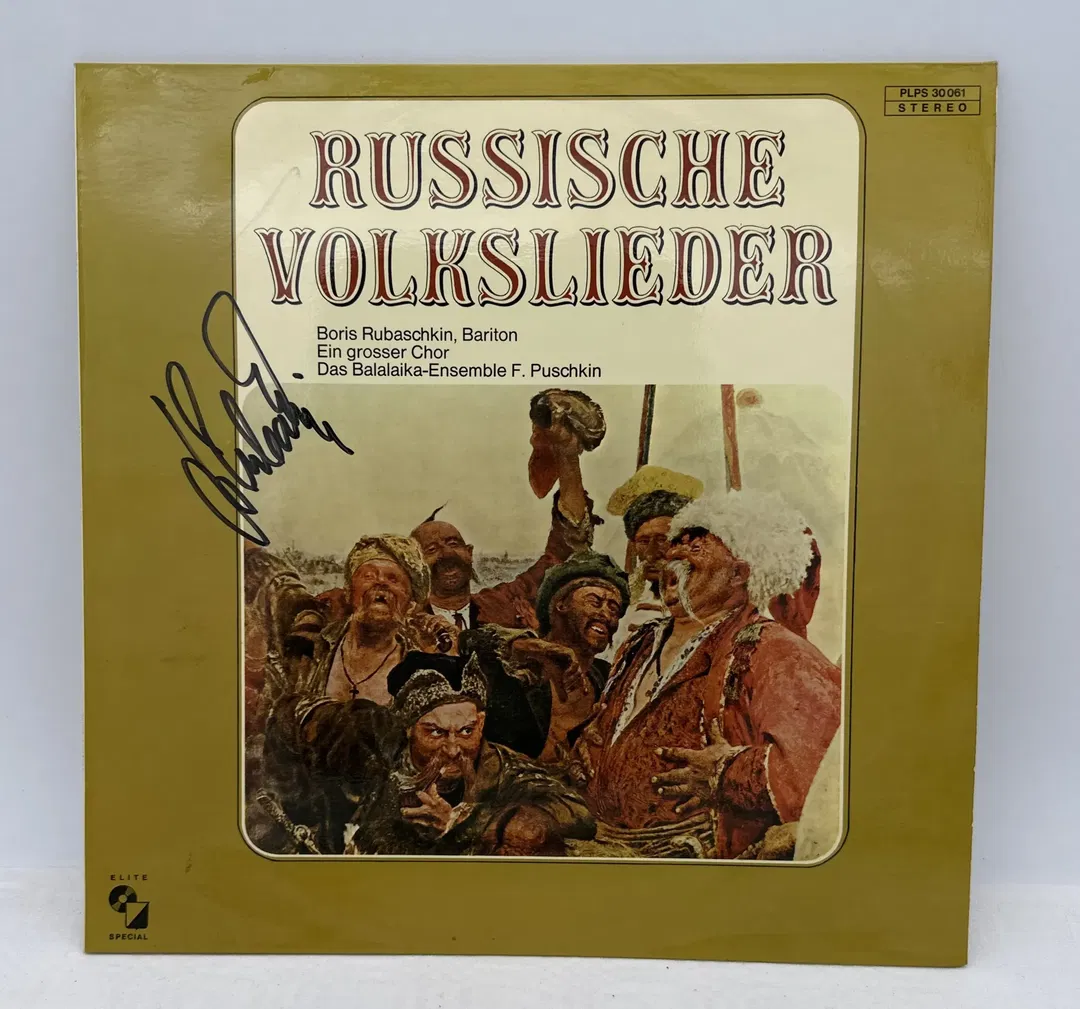 PLPS 30 061
STEREO
RUSSISCHE
VOLKSLIEDER
Boris Rubaschkin, Bariton
Ein grosser Chor
Das Balalaika-Ensemble F. Puschkin
ELITE
SPECIAL